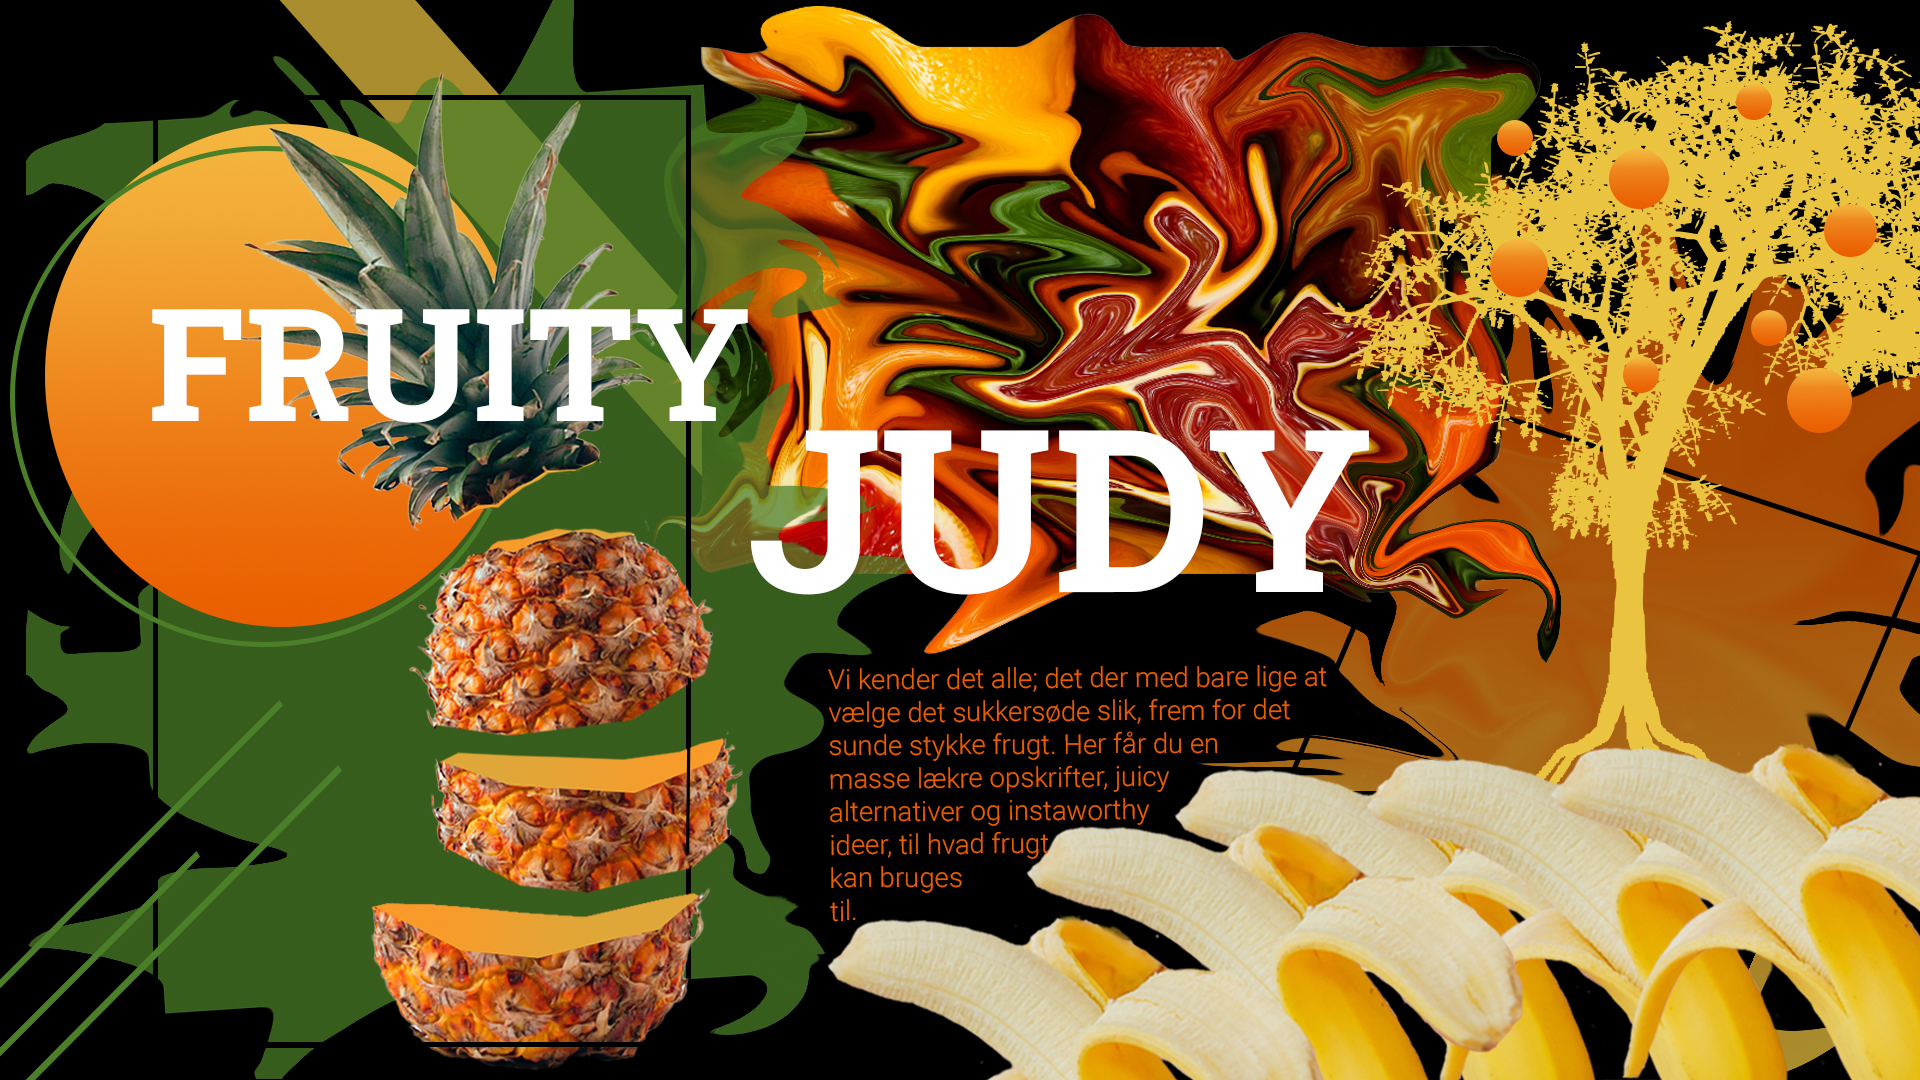 FRUITY
JUDY
Vi kender det alle; det der med bare lige at
vælge det sukkersøde slik, frem for det
sunde stykke frugt. Her får du en
masse lækre opskrifter, juicy
alternativer og instaworthy
ideer, til hvad frugt
kan bruges
til.